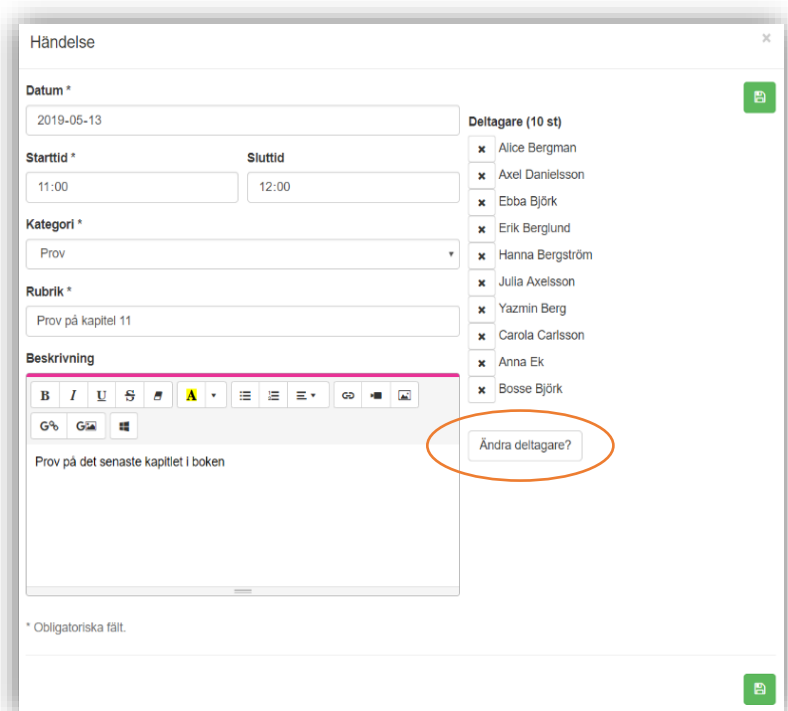 Händelse
×
Datum *
2019-05-13
Starttid *
Sluttid
11:00
12:00
Kategori *
Prov
Rubrik *
Prov på kapitel 11
Beskrivning
B I U S A
G G
Prov på det senaste kapitlet i boken
* Obligatoriska fält.
Deltagare (10 st)
× Alice Bergman
× Axel Danielsson
× Ebba Björk
× Erik Berglund
× Hanna Bergström
× Julia Axelsson
× Yazmin Berg
× Carola Carlsson
× Anna Ek
× Bosse Björk
Ändra deltagare?